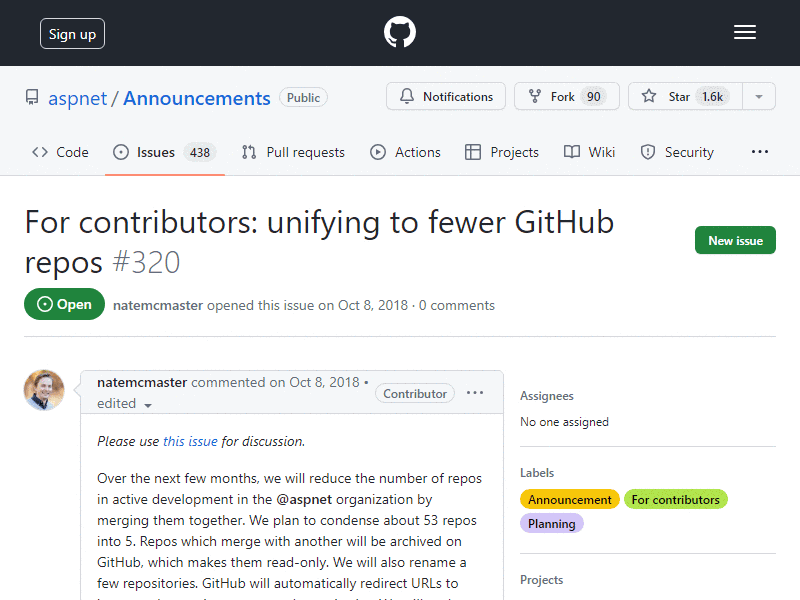 Sign up
aspnet / Announcements Public
Notifications
Fork 90
Star 1.6k
Code
Issues 438
Pull requests
Actions
Projects
Wiki
Security
For contributors: unifying to fewer GitHub
repos #320
New issue
Open
natemcmaster opened this issue on Oct 8, 2018 · 0 comments
natemcmaster commented on Oct 8, 2018 •
edited
Contributor
Please use this issue for discussion.
Over the next few months, we will reduce the number of repos
in active development in the @aspnet organization by
merging them together. We plan to condense about 53 repos
into 5. Repos which merge with another will be archived on
GitHub, which makes them read-only. We will also rename a
few repositories. GitHub will automatically redirect URLs to
Assignees
No one assigned
Labels
Announcement
For contributors
Planning
Projects